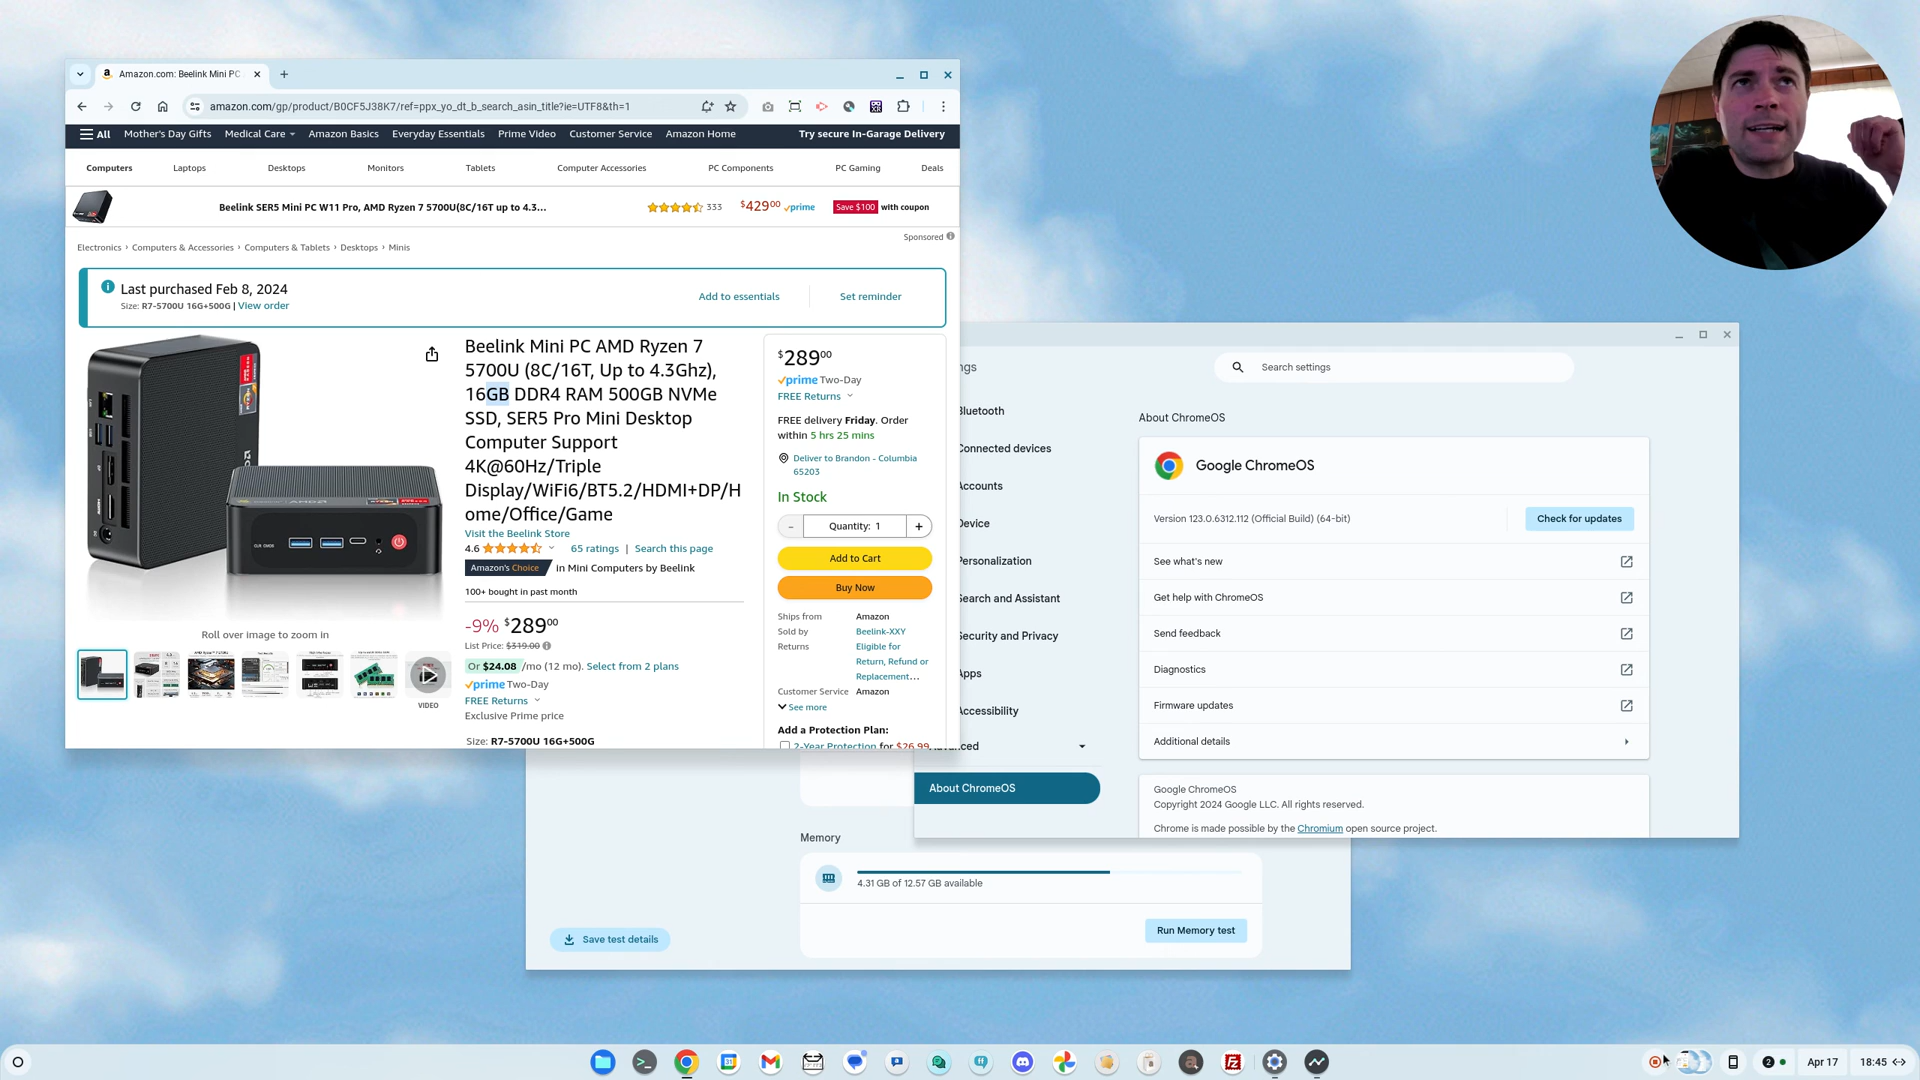 Amazon.com: Beelink Mini PC
amazon.com/gp/product/B0CF5J38K7/ref=ppx_yo_dt_b_search_asin_title?ie=UTF8&th=1
All Mother's Day Gifts Medical Care Amazon Basics Everyday Essentials Prime Video Customer Service Amazon Home Try secure In-Garage Delivery
Computers Laptops Desktops Monitors Tablets Computer Accessories PC Components PC Gaming Deals
Beelink SER5 Mini PC W11 Pro, AMD Ryzen 7 5700U(8C/16T up to 4.3... 333 $429.00 prime Save $100 with coupon
Sponsored
Electronics › Computers & Accessories › Computers & Tablets › Desktops › Minis
Last purchased Feb 8, 2024
Size: R7-5700U 16G+500G | View order
Add to essentials
Set reminder
Beelink Mini PC AMD Ryzen 7
5700U (8C/16T, Up to 4.3Ghz),
16GB DDR4 RAM 500GB NVMe
SSD, SER5 Pro Mini Desktop
Computer Support
4K@60Hz/Triple
Display/WiFi6/BT5.2/HDMI+DP/H
ome/Office/Game
Visit the Beelink Store
4.6 65 ratings | Search this page
Amazon's Choice in Mini Computers by Beelink
100+ bought in past month
-9% $289.00
List Price: $319.00
Or $24.08 /mo (12 mo). Select from 2 plans
prime Two-Day
FREE Returns
Exclusive Prime price
Size: R7-5700U 16G+500G
Roll over image to zoom in
VIDEO
$289.00
prime Two-Day
FREE Returns
FREE delivery Friday. Order
within 5 hrs 25 mins
Deliver to Brandon - Columbia
65203
In Stock
- Quantity: 1 +
Add to Cart
Buy Now
Ships from Amazon
Sold by Beelink-XXY
Returns Eligible for
Return, Refund or
Replacement…
Customer Service Amazon
See more
Add a Protection Plan:
2-Year Protection for $26.99
ngs
Search settings
Bluetooth
Connected devices
Accounts
Device
Personalization
Search and Assistant
Security and Privacy
Apps
Accessibility
Advanced
About ChromeOS
About ChromeOS
Google ChromeOS
Version 123.0.6312.112 (Official Build) (64-bit)
Check for updates
See what's new
Get help with ChromeOS
Send feedback
Diagnostics
Firmware updates
Additional details
Google ChromeOS
Copyright 2024 Google LLC. All rights reserved.
Chrome is made possible by the Chromium open source project.
Memory
4.31 GB of 12.57 GB available
Run Memory test
Save test details
2
Apr 17
18:45